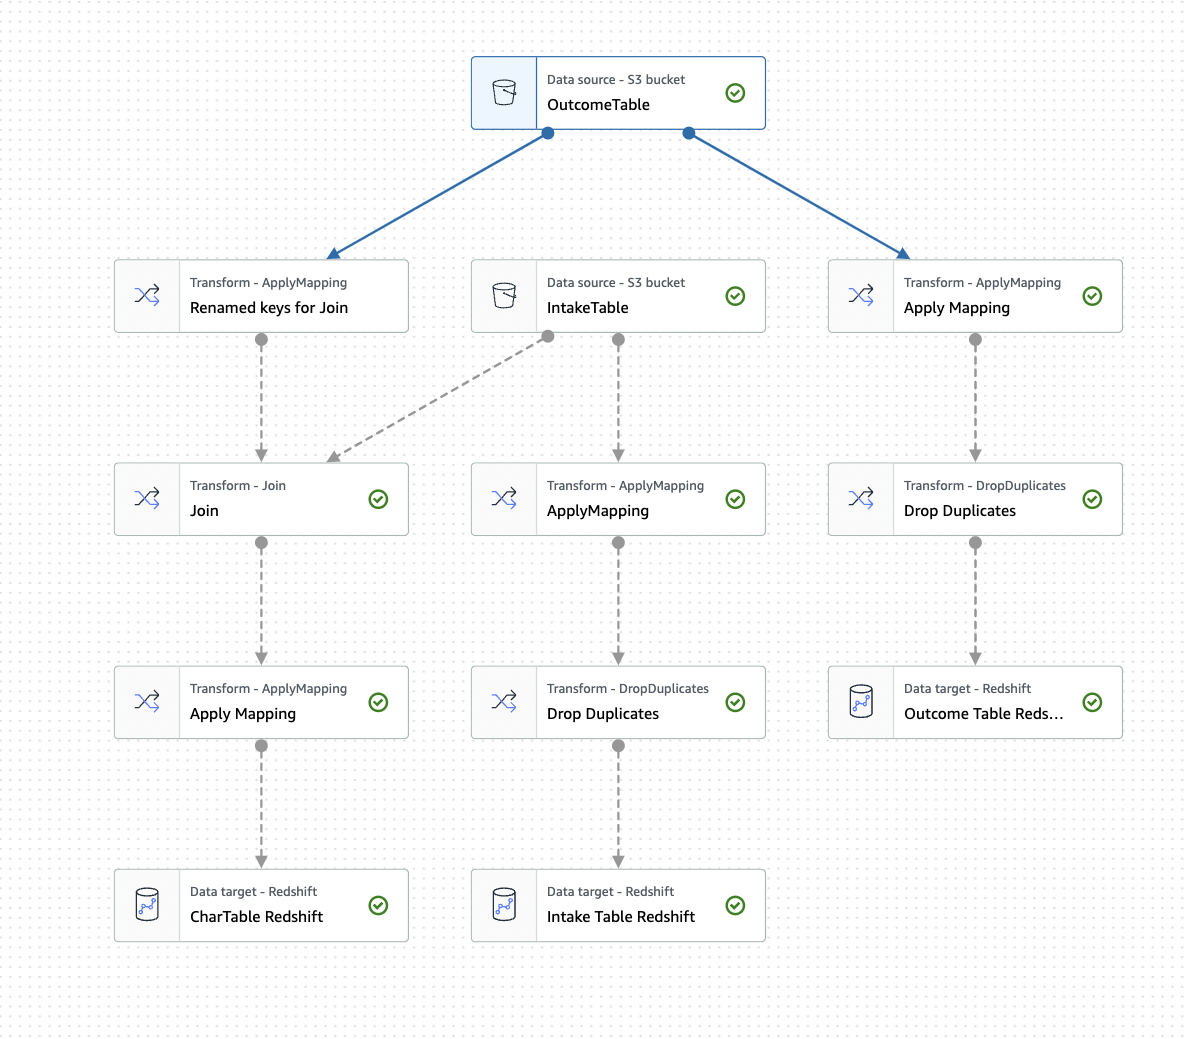 Data source - S3 bucket
OutcomeTable
Transform - ApplyMapping
Renamed keys for Join
Data source - S3 bucket
IntakeTable
Transform - ApplyMapping
Apply Mapping
Transform - Join
Join
Transform - ApplyMapping
ApplyMapping
Transform - DropDuplicates
Drop Duplicates
Transform - ApplyMapping
Apply Mapping
Transform - DropDuplicates
Drop Duplicates
Data target - Redshift
Outcome Table Reds...
Data target - Redshift
CharTable Redshift
Data target - Redshift
Intake Table Redshift